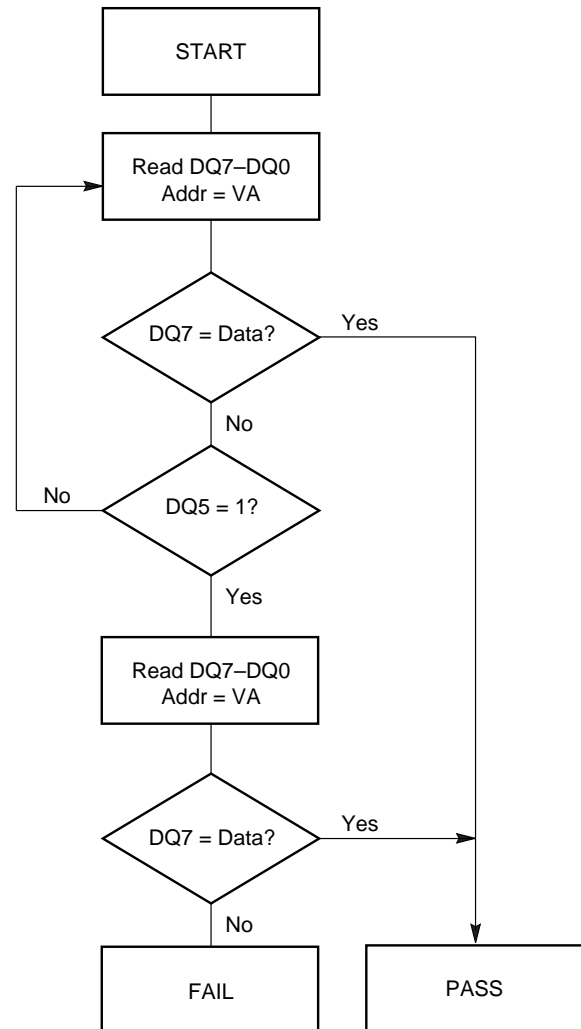 START
Read DQ7–DQ0
Addr = VA
DQ7 = Data?
Yes
No
No
DQ5 = 1?
Yes
Read DQ7–DQ0
Addr = VA
DQ7 = Data?
Yes
No
FAIL
PASS